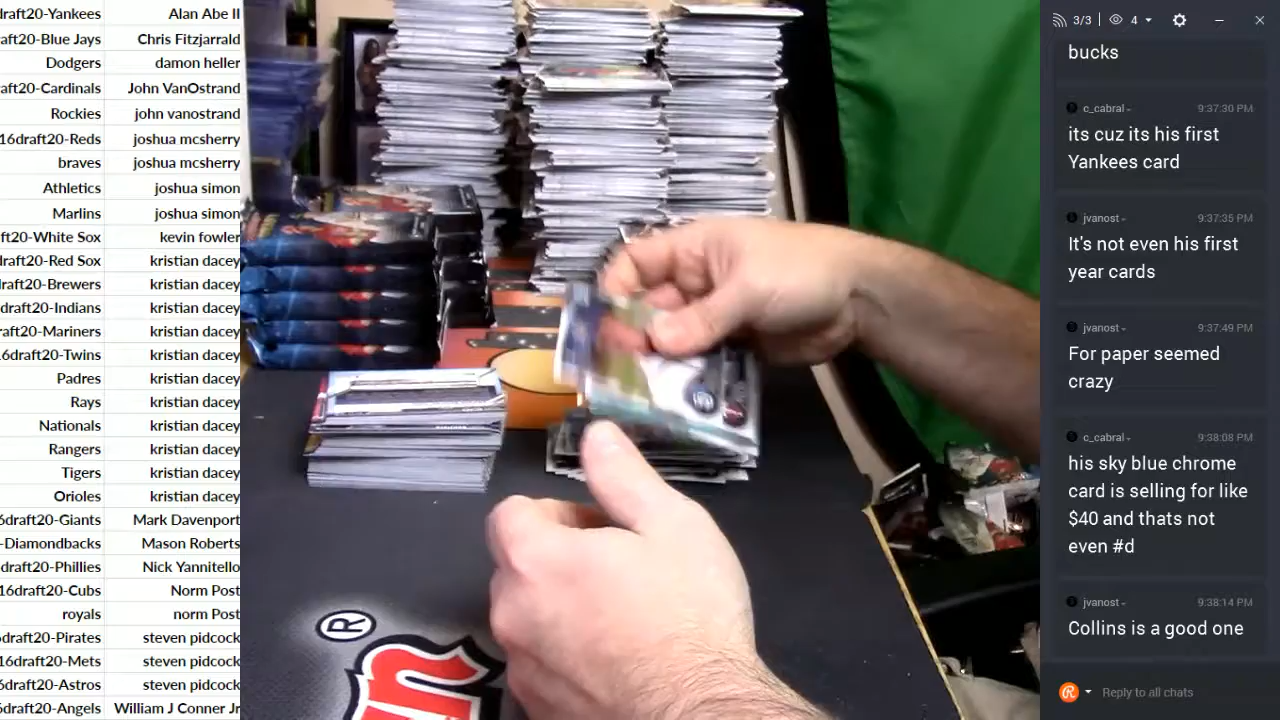 draft20-Yankees Alan Abe II
aft20-Blue Jays Chris Fitzjarrald
Dodgers damon heller
draft20-Cardinals John VanOstrand
Rockies john vanostrand
16draft20-Reds joshua mcsherry
braves joshua mcsherry
Athletics joshua simon
Marlins joshua simon
ft20-White Sox kevin fowler
draft20-Red Sox kristian dacey
draft20-Brewers kristian dacey
draft20-Indians kristian dacey
raft20-Mariners kristian dacey
16draft20-Twins kristian dacey
Padres kristian dacey
Rays kristian dacey
Nationals kristian dacey
Rangers kristian dacey
Tigers kristian dacey
Orioles kristian dacey
6draft20-Giants Mark Davenport
-Diamondbacks Mason Roberts
draft20-Phillies Nick Yannitello
16draft20-Cubs Norm Post
royals norm Post
draft20-Pirates steven pidcock
16draft20-Mets steven pidcock
6draft20-Astros steven pidcock
6draft20-Angels William J Conner Jr
®
3/3 4
bucks
c_cabral 9:37:30 PM
its cuz its his first
Yankees card
jvanost 9:37:35 PM
It's not even his first
year cards
jvanost 9:37:49 PM
For paper seemed
crazy
c_cabral 9:38:08 PM
his sky blue chrome
card is selling for like
$40 and thats not
even #d
jvanost 9:38:14 PM
Collins is a good one
Reply to all chats